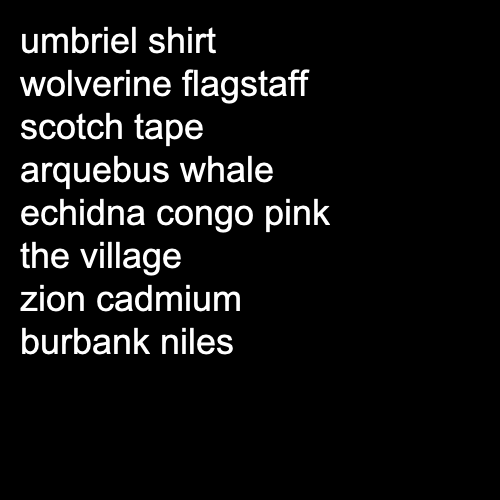 umbriel shirt
wolverine flagstaff
scotch tape
arquebus whale
echidna congo pink
the village
zion cadmium
burbank niles